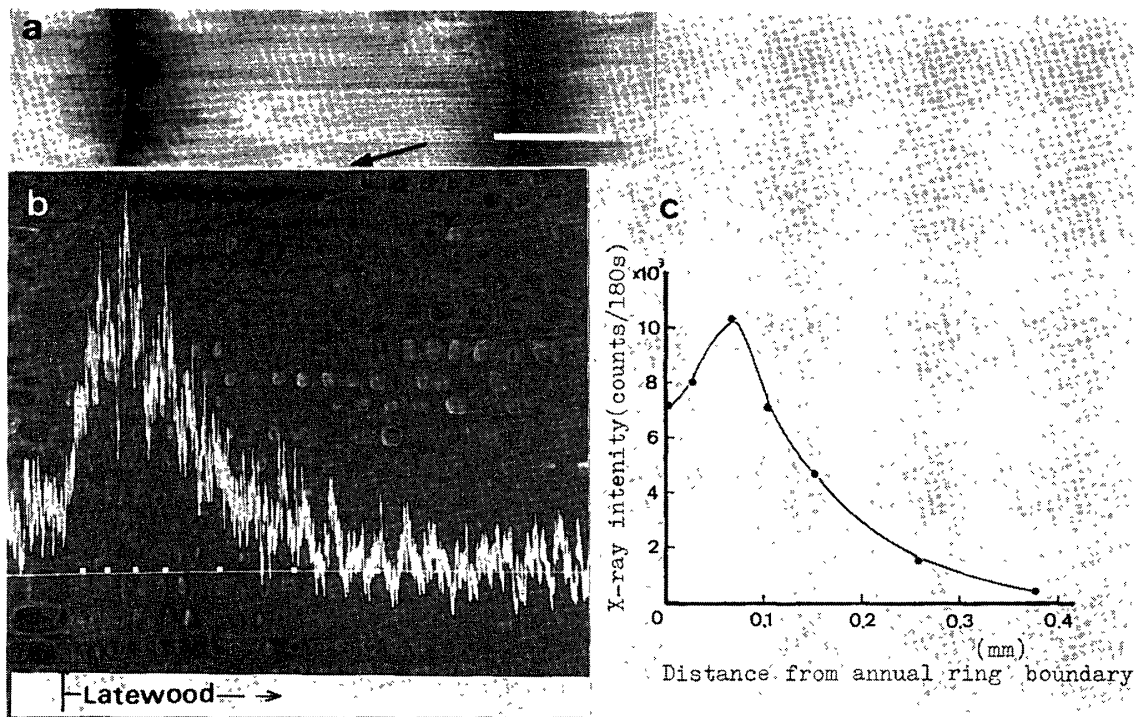 a
b
Latewood
c
X-ray intenity(counts/180s)
x10³
10
8
6
4
2
0
0.1
0.2
0.3
0.4
(mm)
Distance from annual ring boundary